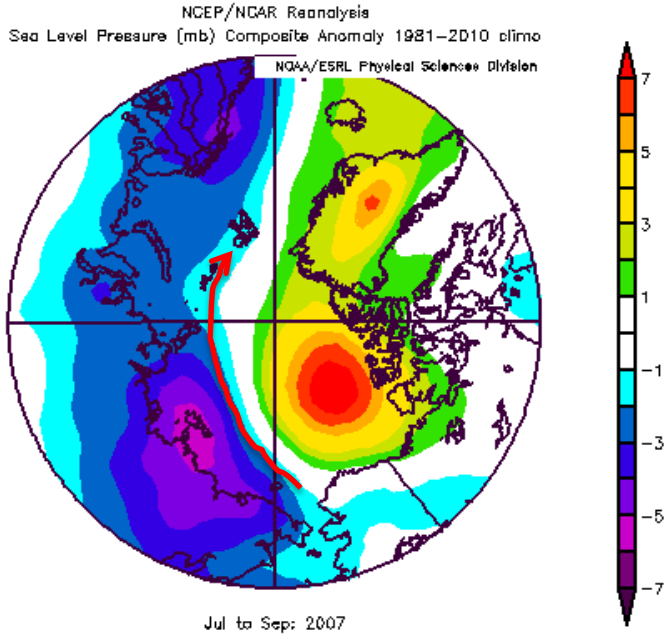 NCEP/NCAR Reanalysis
Sea Level Pressure (mb) Composite Anomaly 1981-2010 climo
NOAA/ESRL Physical Sciences Division
7
5
3
1
-1
-3
-5
-7
Jul to Sep: 2007